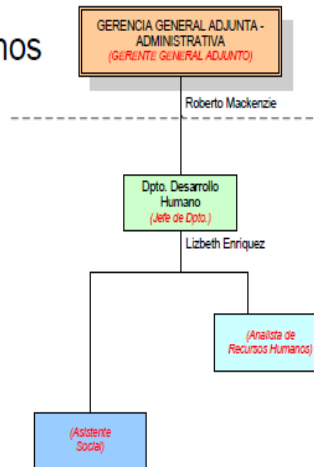 nos
GERENCIA GENERAL ADJUNTA -
ADMINISTRATIVA
(GERENTE GENERAL ADJUNTO)
Roberto Mackenzie
Dpto. Desarrollo
Humano
(Jefe de Dpto.)
Lizbeth Enriquez
(Analista de
Recursos Humanos)
(Asistente
Social)